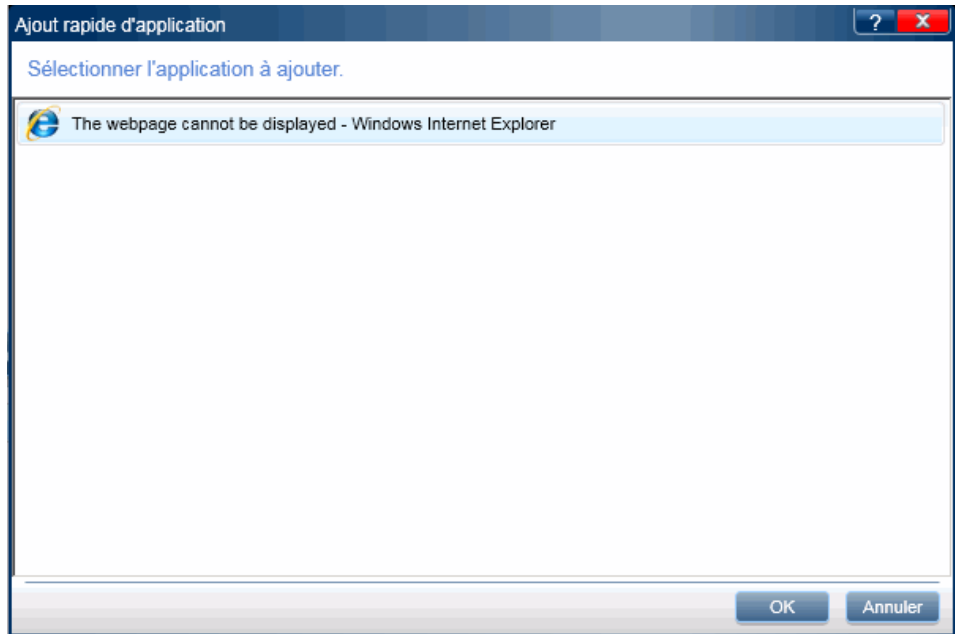 Ajout rapide d'application
?
X
Sélectionner l'application à ajouter.
The webpage cannot be displayed - Windows Internet Explorer
OK
Annuler